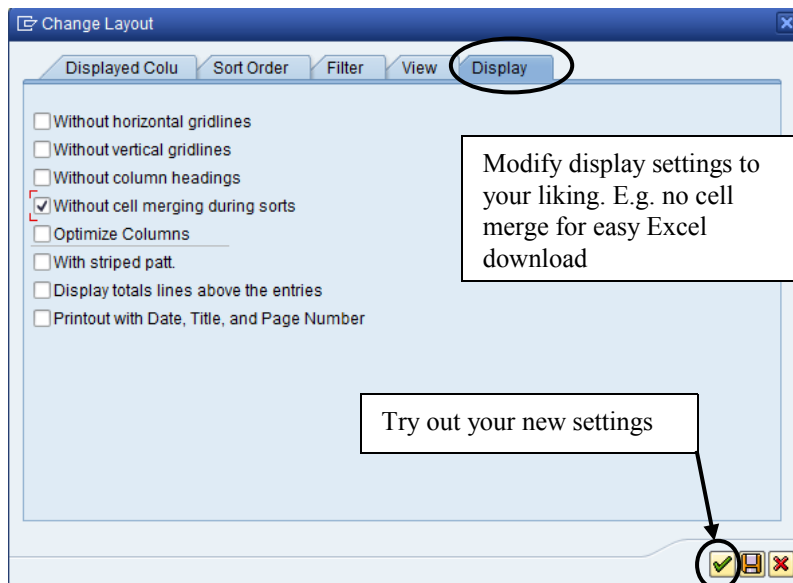 Change Layout
Displayed Colu Sort Order Filter View Display
Without horizontal gridlines
Without vertical gridlines
Without column headings
Without cell merging during sorts
Optimize Columns
With striped patt.
Display totals lines above the entries
Printout with Date, Title, and Page Number
Modify display settings to
your liking. E.g. no cell
merge for easy Excel
download
Try out your new settings